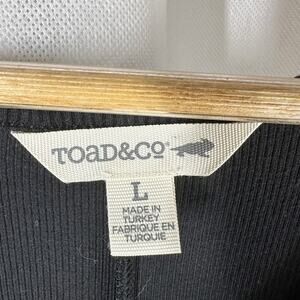 TOAD&CO
L
MADE IN
TURKEY
FABRIQUE EN
TURQUIE